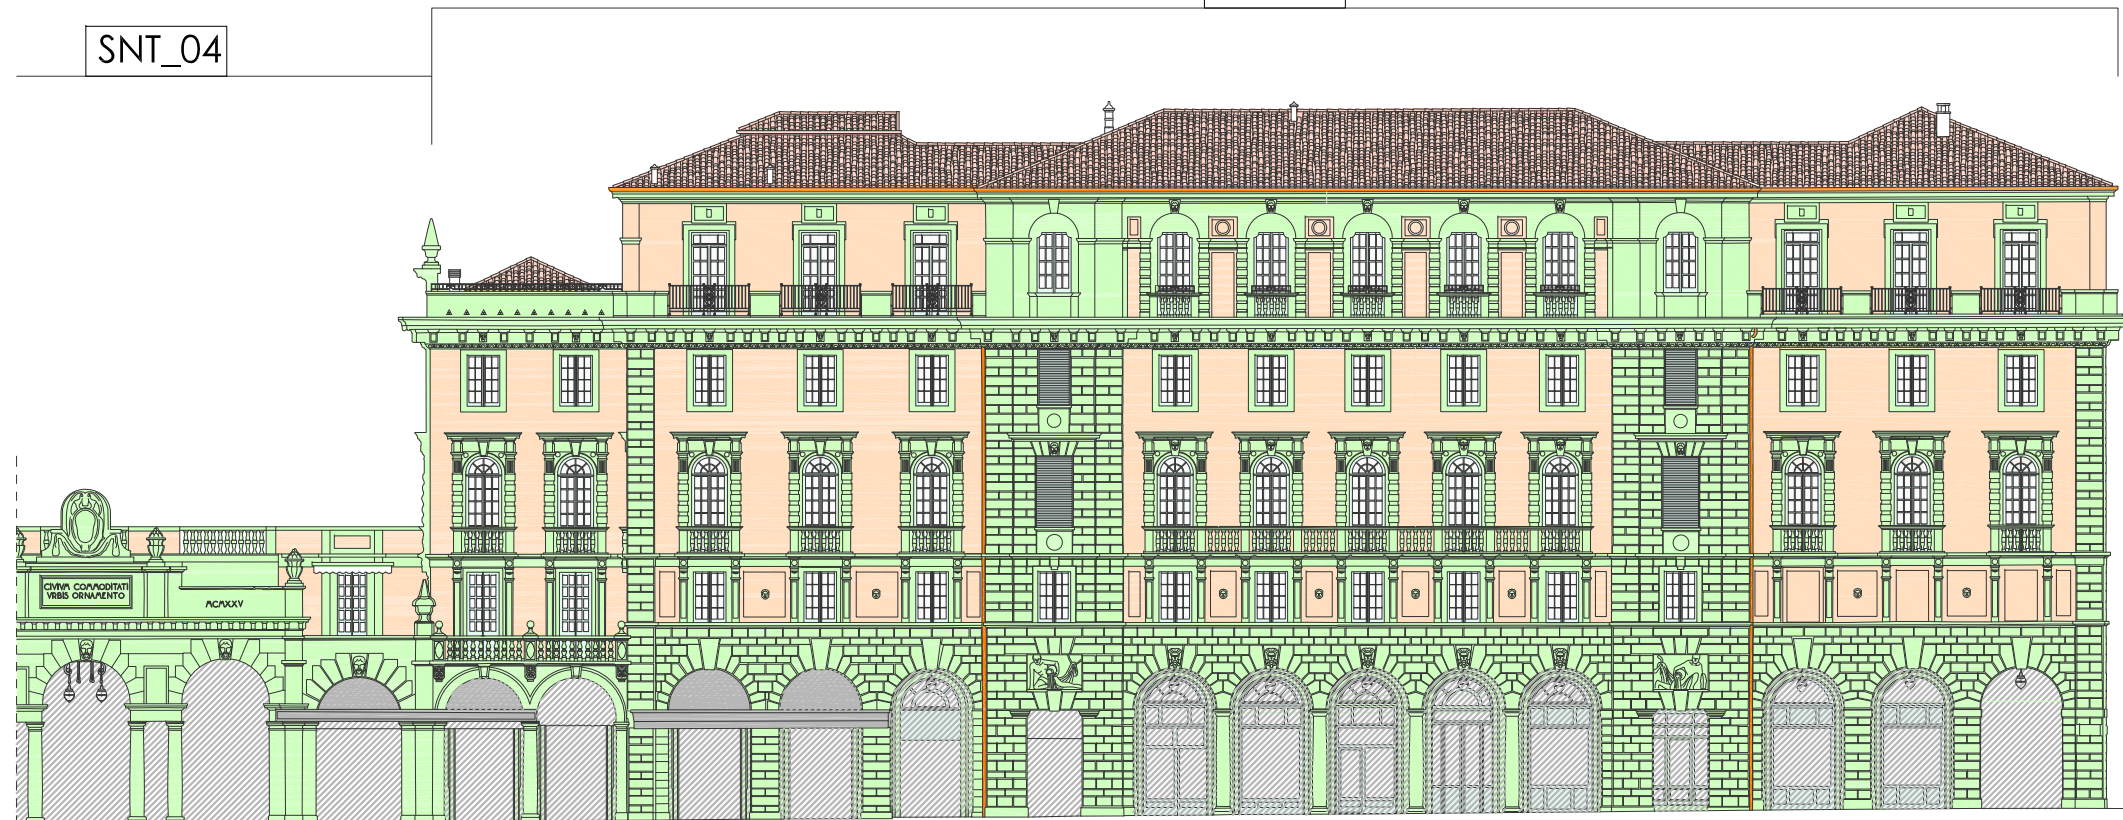 SNT_04
CIVIVM COMMODITATI
VRBIS ORNAMENTO
MCMXXV